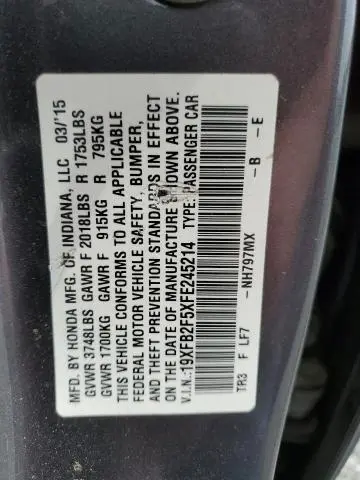 MFD. BY HONDA MFG. OF INDIANA, LLC 03/'15
GVWR 3748LBS GAWR F 2018LBS R 1753LBS
GVWR 1700KG GAWR F 915KG R 795KG
THIS VEHICLE CONFORMS TO ALL APPLICABLE
FEDERAL MOTOR VEHICLE SAFETY, BUMPER,
AND THEFT PREVENTION STANDARDS IN EFFECT
ON THE DATE OF MANUFACTURE SHOWN ABOVE.
V.I.N.:19XFB2F5XFE245214 TYPE: PASSENGER CAR
-NH797MX -B -E
TR3 F LF7